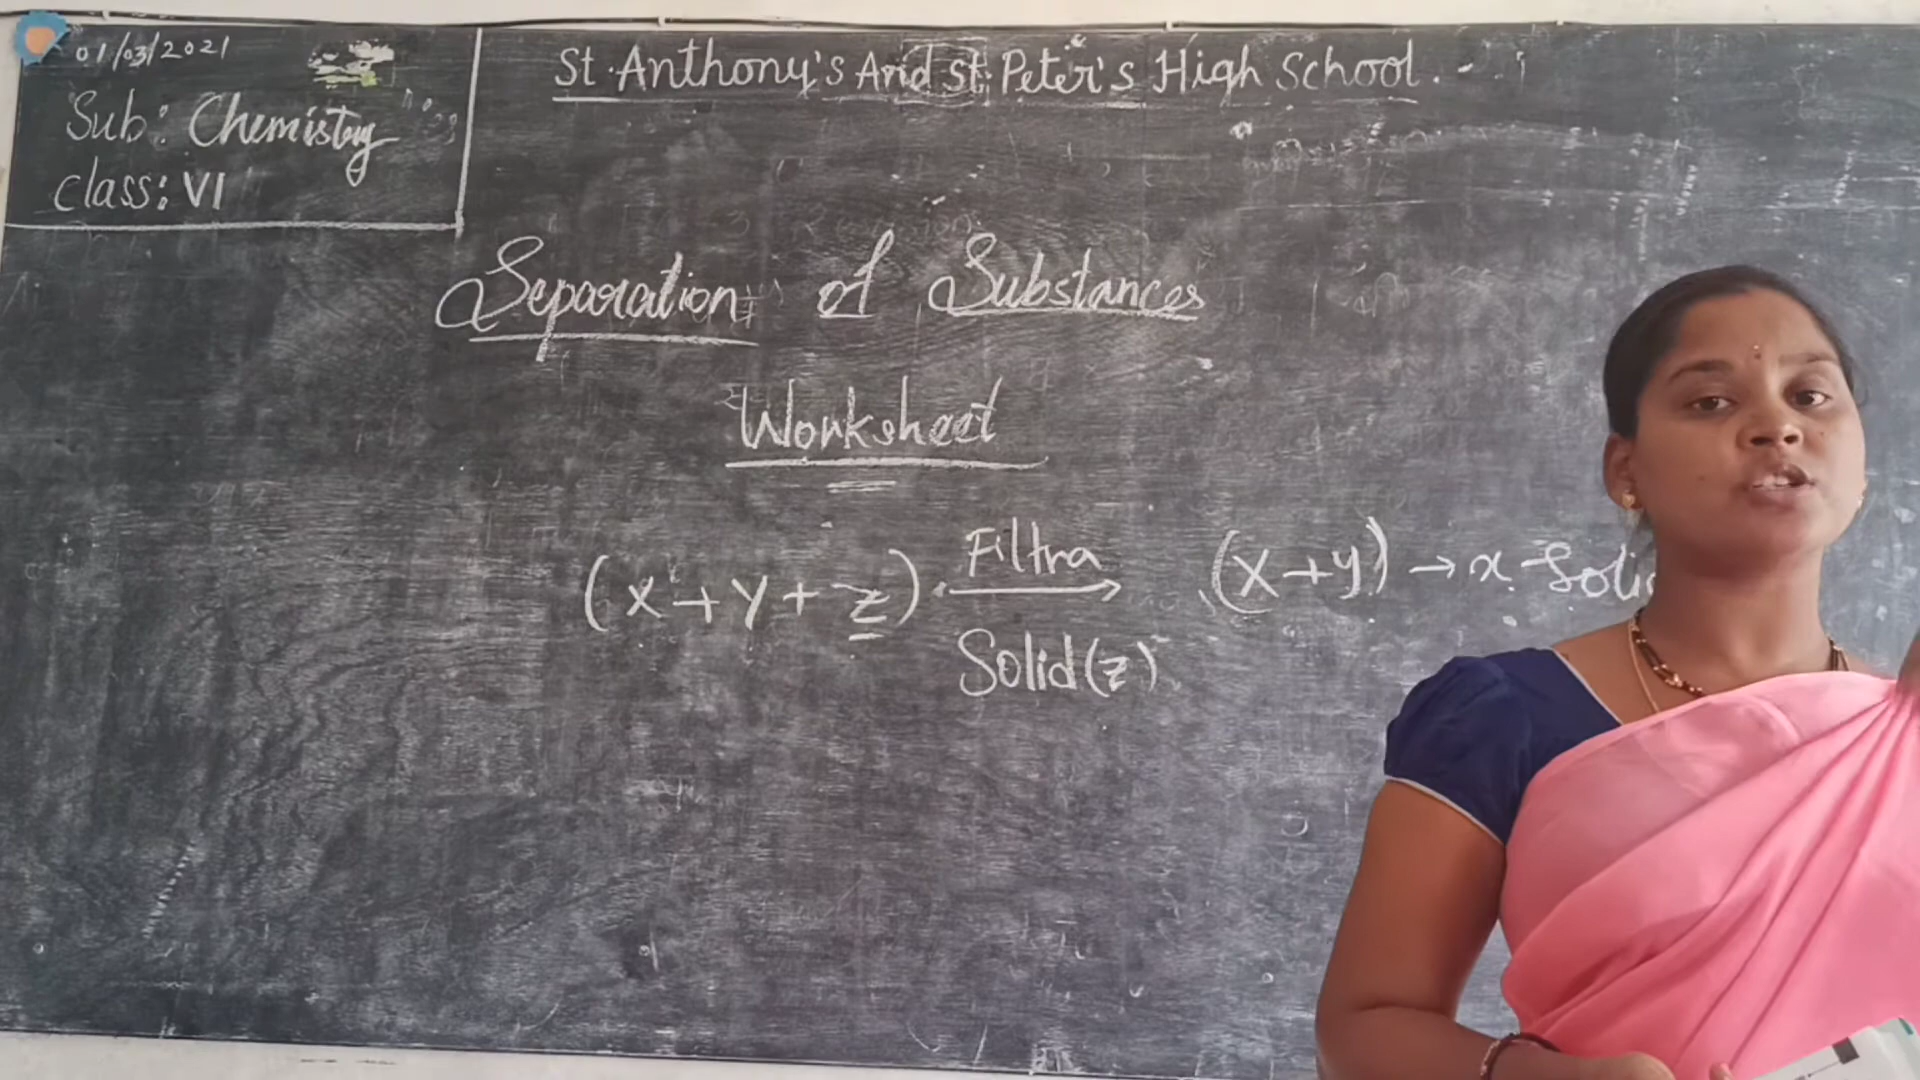 01/03/2021
Sub: Chemistry
Class: VI
St. Anthony's And St. Peter's High School.
Separation of Substances
Worksheet
(x + y + z) Filtra → (x + y) → x - Soli
Solid (z)